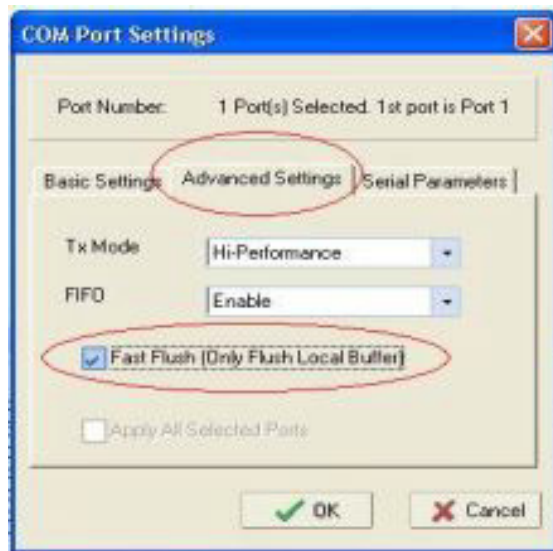 COM Port Settings
Port Number: 1 Port(s) Selected. 1st port is Port 1
Basic Settings Advanced Settings Serial Parameters
Tx Mode Hi-Performance
FIFO Enable
Fast Flush (Only Flush Local Buffer)
Apply All Selected Ports
OK Cancel